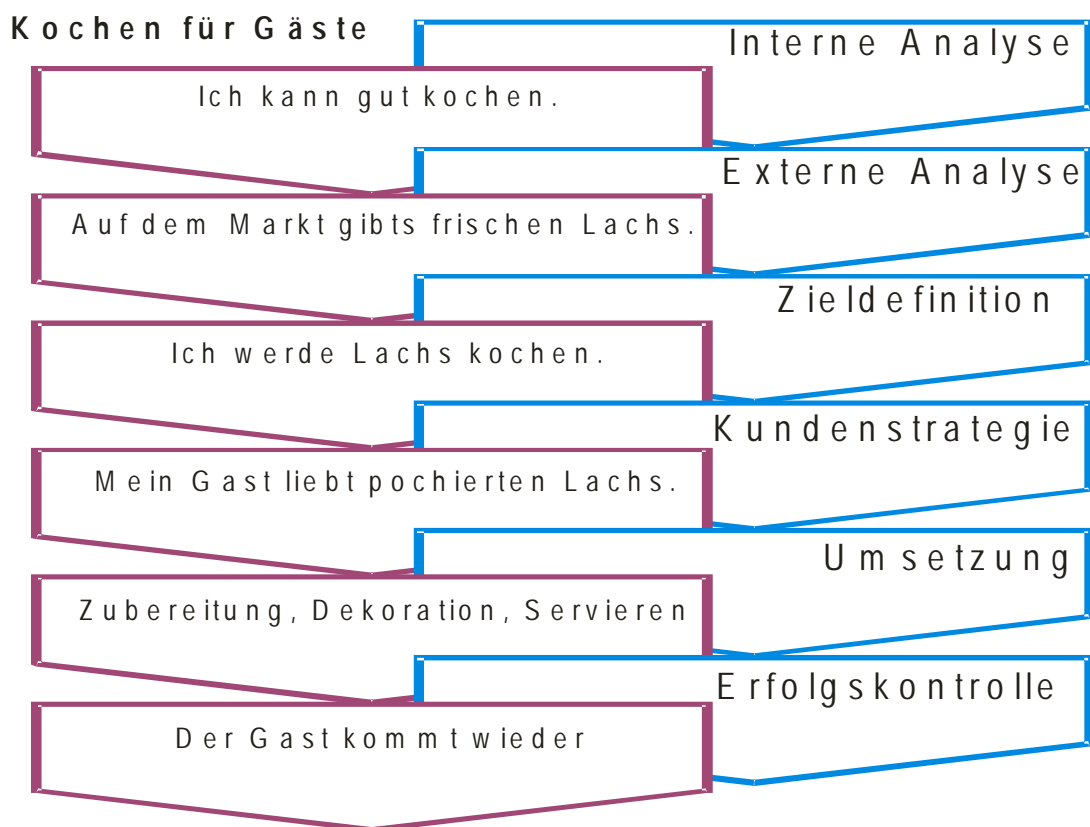 Kochen für Gäste
Interne Analyse
Ich kann gut kochen.
Externe Analyse
Auf dem Markt gibts frischen Lachs.
Zieldefinition
Ich werde Lachs kochen.
Kundenstrategie
Mein Gast liebt pochierten Lachs.
Umsetzung
Zubereitung, Dekoration, Servieren
Erfolgskontrolle
Der Gast kommt wieder